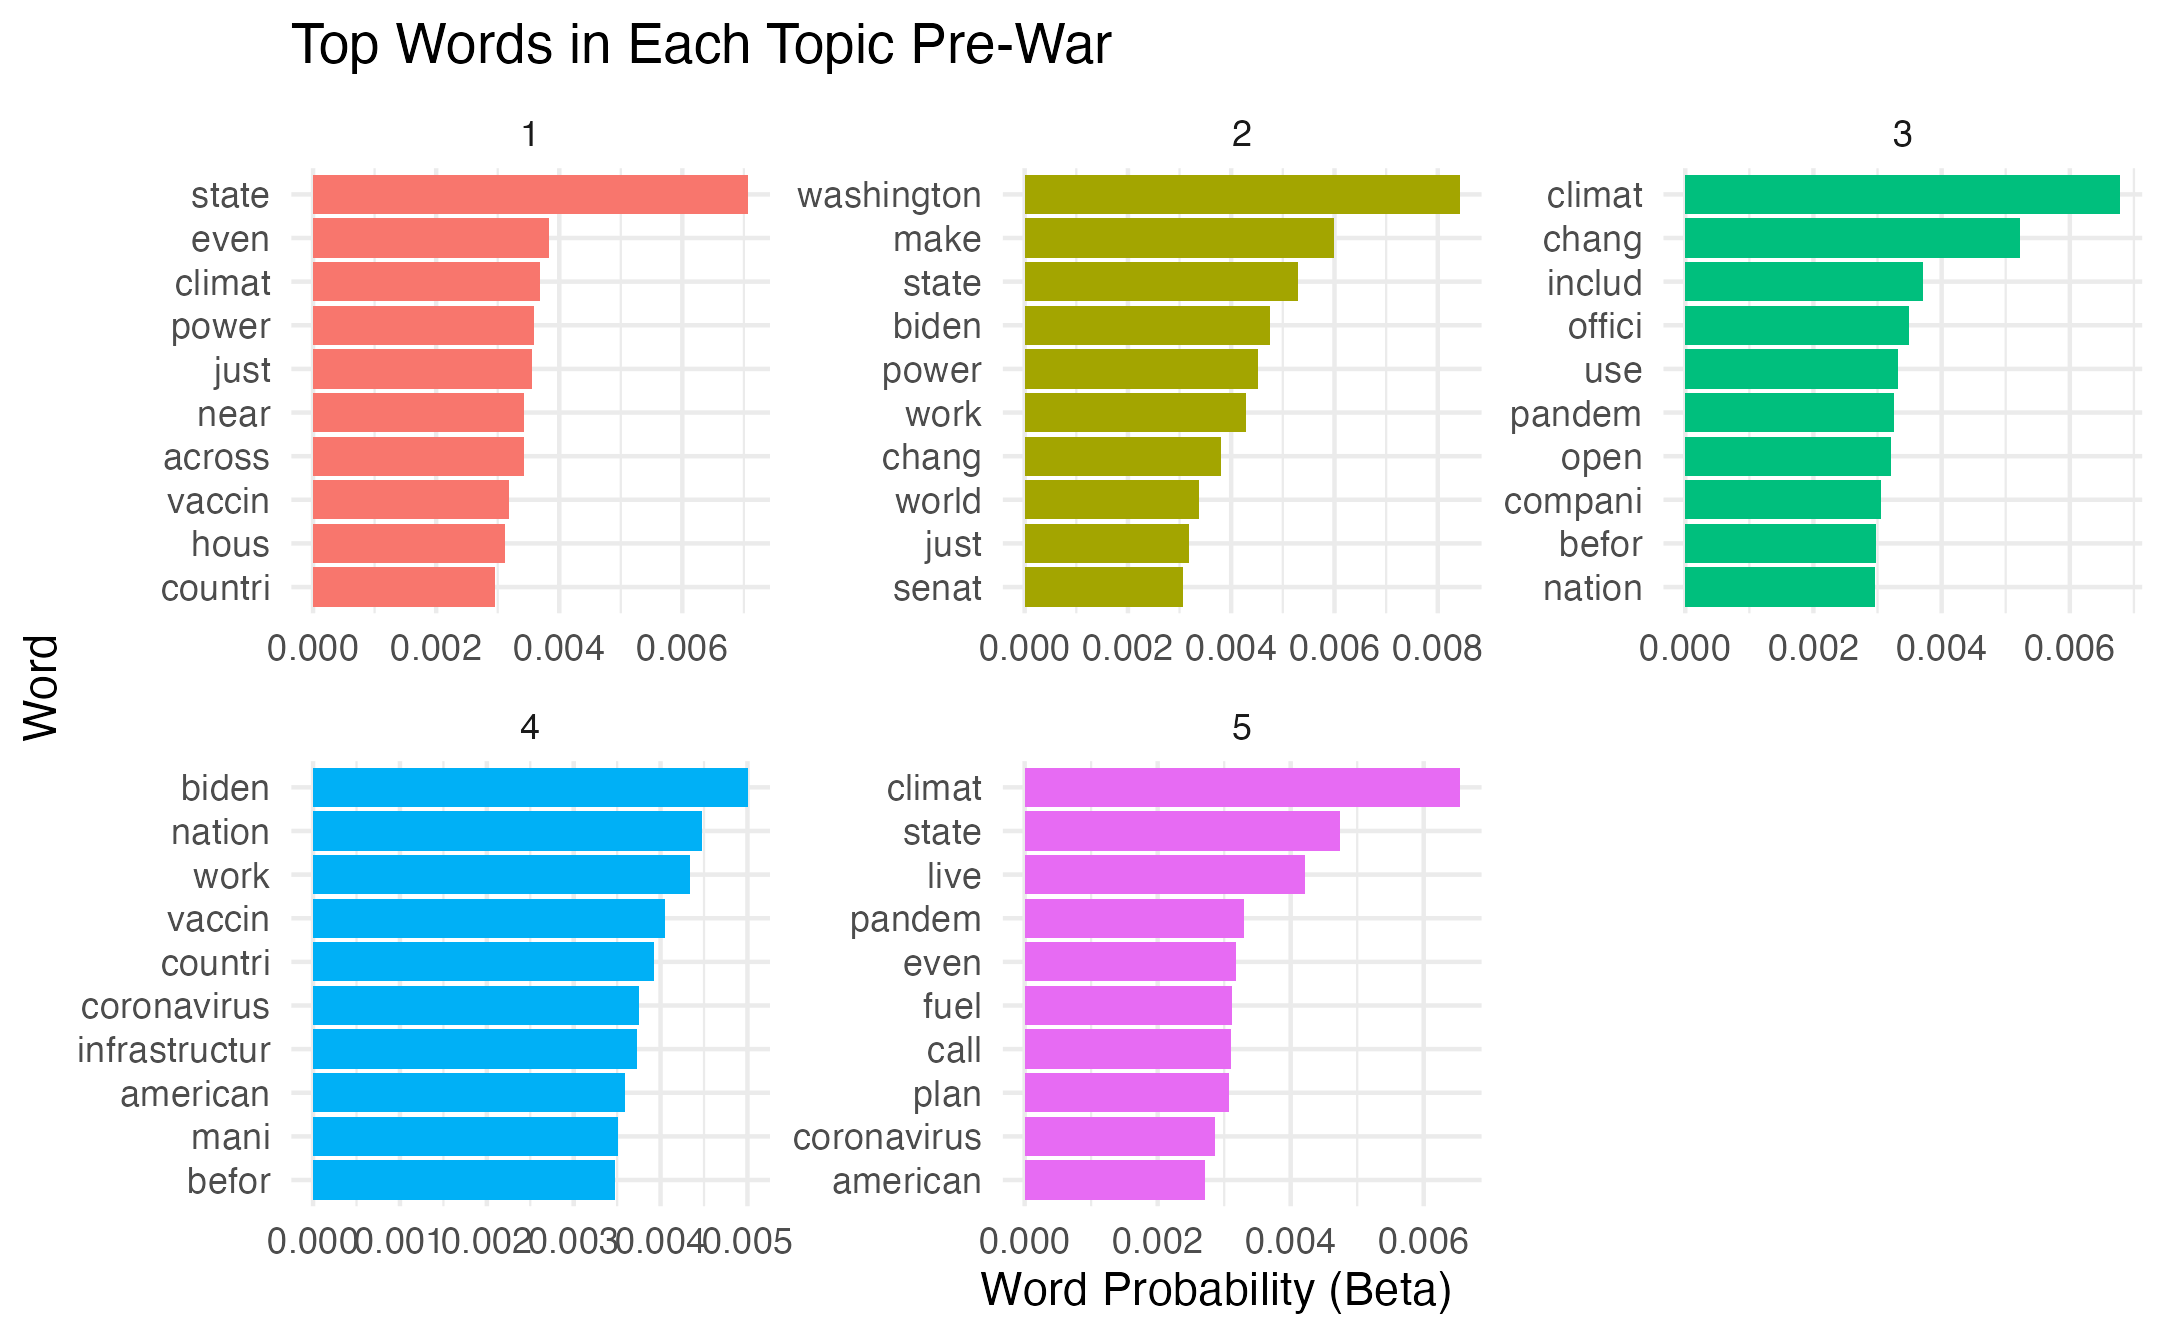 Top Words in Each Topic Pre-War
1
state
even
climat
power
just
near
across
vaccin
hous
countri
0.000 0.002 0.004 0.006
2
washington
make
state
biden
power
work
chang
world
just
senat
0.000 0.002 0.004 0.006 0.008
3
climat
chang
includ
offici
use
pandem
open
compani
befor
nation
0.000 0.002 0.004 0.006
Word
4
biden
nation
work
vaccin
countri
coronavirus
infrastructur
american
mani
befor
0.000 0.001 0.002 0.003 0.004 0.005
5
climat
state
live
pandem
even
fuel
call
plan
coronavirus
american
0.000 0.002 0.004 0.006
Word Probability (Beta)